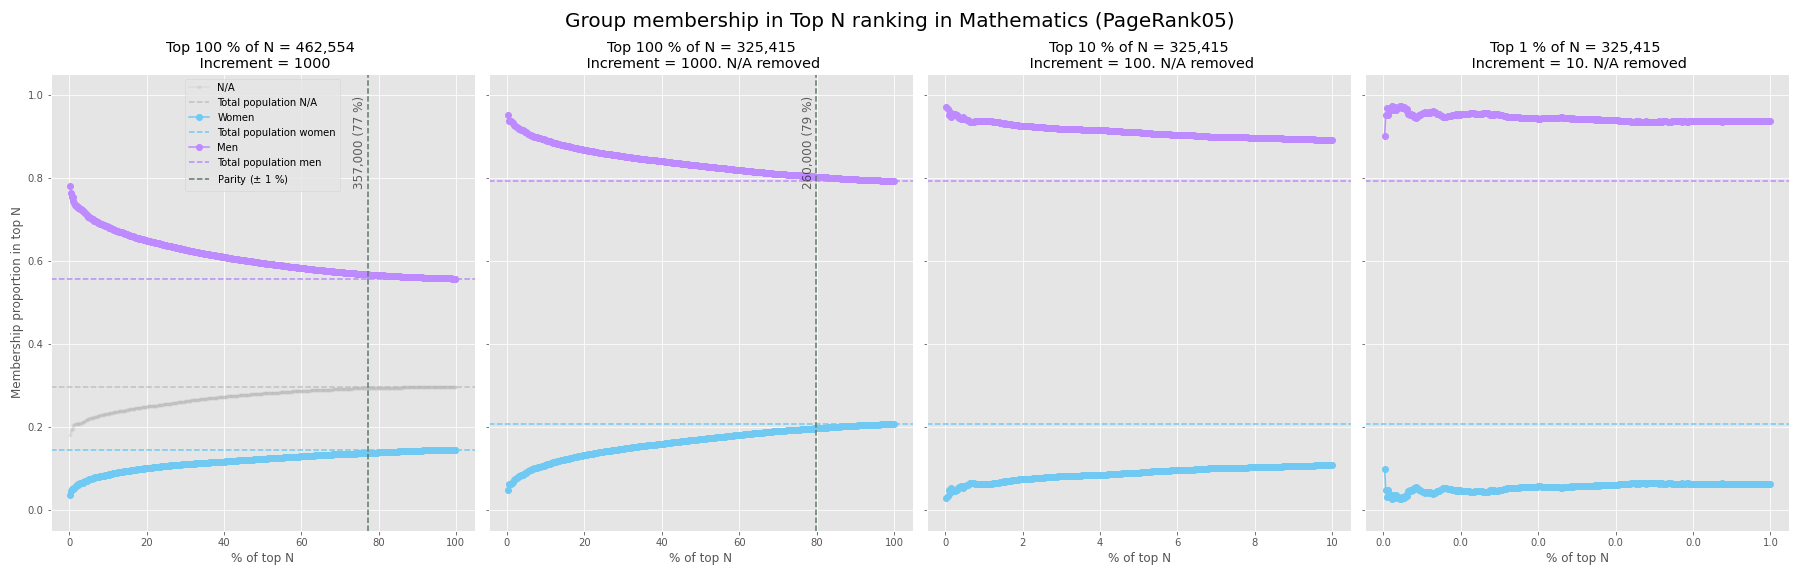 Group membership in Top N ranking in Mathematics (PageRank05)
Top 100 % of N = 462,554
Increment = 1000
Top 100 % of N = 325,415
Increment = 1000. N/A removed
Top 10 % of N = 325,415
Increment = 100. N/A removed
Top 1 % of N = 325,415
Increment = 10. N/A removed
N/A
Total population N/A
Women
Total population women
Men
Total population men
Parity (± 1 %)
357,000 (77 %)
260,000 (79 %)
Membership proportion in top N
1.0
0.8
0.6
0.4
0.2
0.0
0 20 40 60 80 100
0 20 40 60 80 100
0 2 4 6 8 10
0.0 0.0 0.0 0.0 0.0 1.0
% of top N
% of top N
% of top N
% of top N